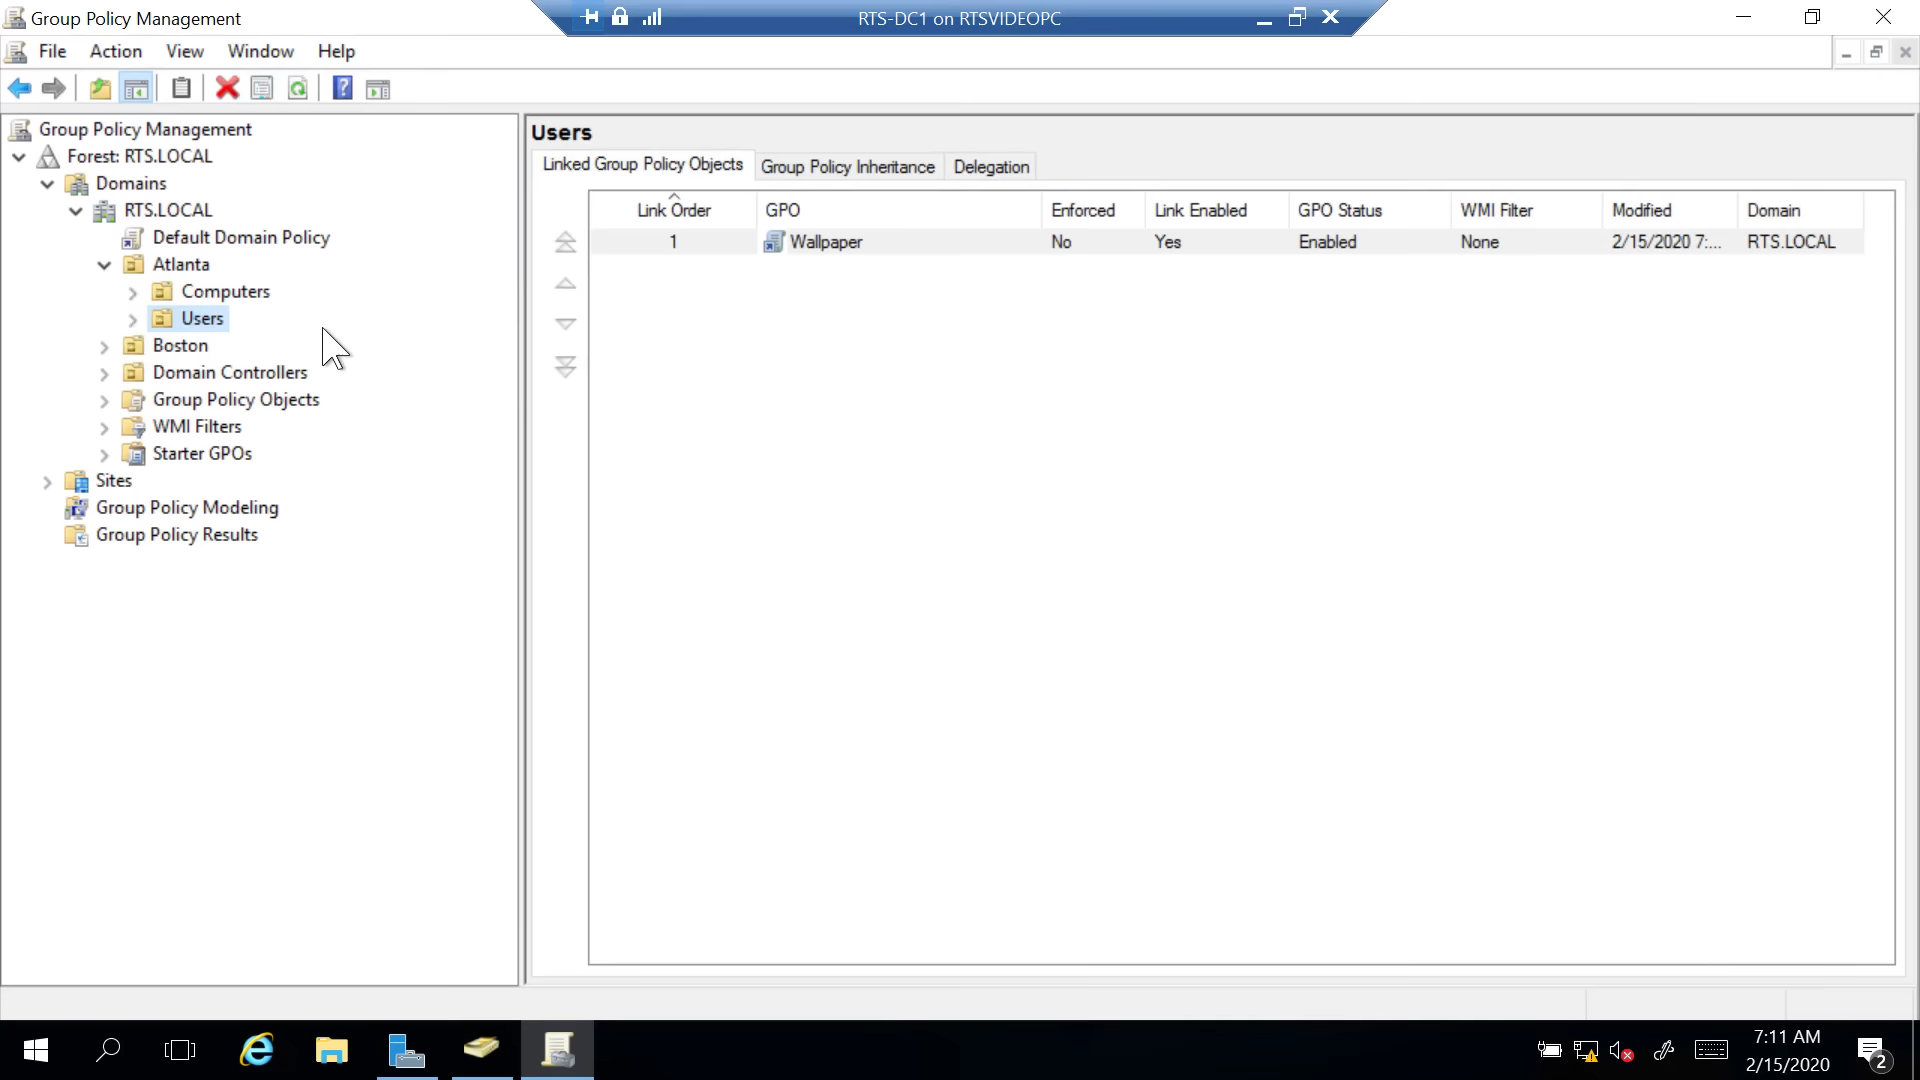 Group Policy Management
RTS-DC1 on RTSVIDEOPC
File Action View Window Help
Group Policy Management
Forest: RTS.LOCAL
Domains
RTS.LOCAL
Default Domain Policy
Atlanta
Computers
Users
Boston
Domain Controllers
Group Policy Objects
WMI Filters
Starter GPOs
Sites
Group Policy Modeling
Group Policy Results
Users
Linked Group Policy Objects Group Policy Inheritance Delegation
Link Order GPO Enforced Link Enabled GPO Status WMI Filter Modified Domain
1 Wallpaper No Yes Enabled None 2/15/2020 7:... RTS.LOCAL
7:11 AM
2/15/2020
2